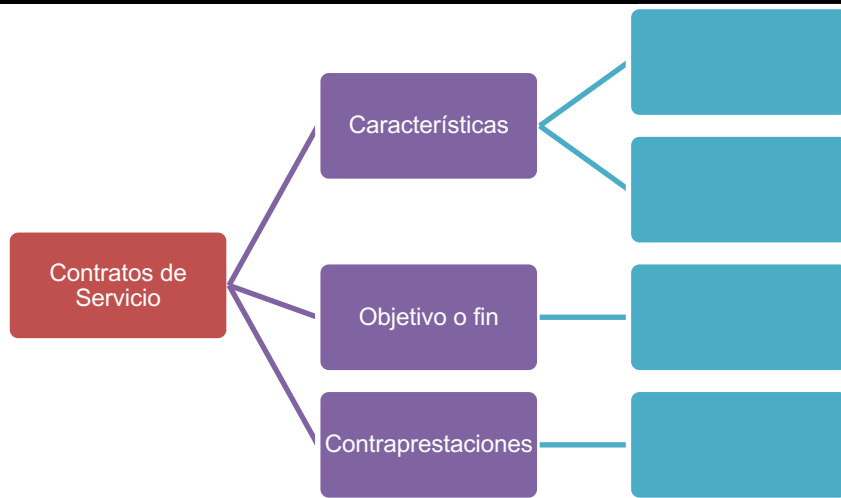 Contratos de
Servicio
Características
Objetivo o fin
Contraprestaciones